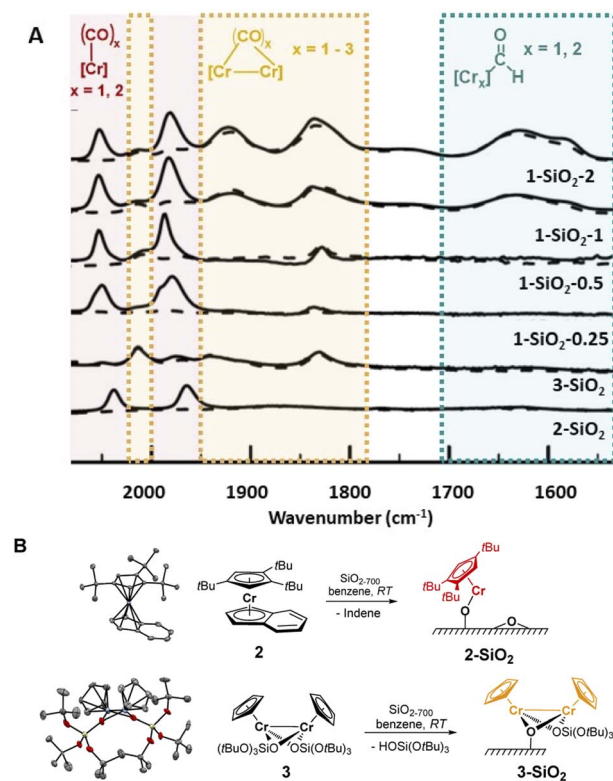 A
(CO)x
[Cr]
x = 1, 2
(CO)x
[Cr] [Cr]
x = 1 - 3
O
[Crx] H
x = 1, 2
1-SiO2-2
1-SiO2-1
1-SiO2-0.5
1-SiO2-0.25
3-SiO2
2-SiO2
2000 1900 1800 1700 1600
Wavenumber (cm-1)
B
tBu
tBu
tBu
Cr
2
SiO2-700
benzene, RT
- Indene
tBu
tBu
tBu
Cr
O
O
2-SiO2
Cr Cr
(tBuO)3SiO OSi(OtBu)3
3
SiO2-700
benzene, RT
- HOSi(OtBu)3
Cr Cr
O
OSi(OtBu)3
3-SiO2